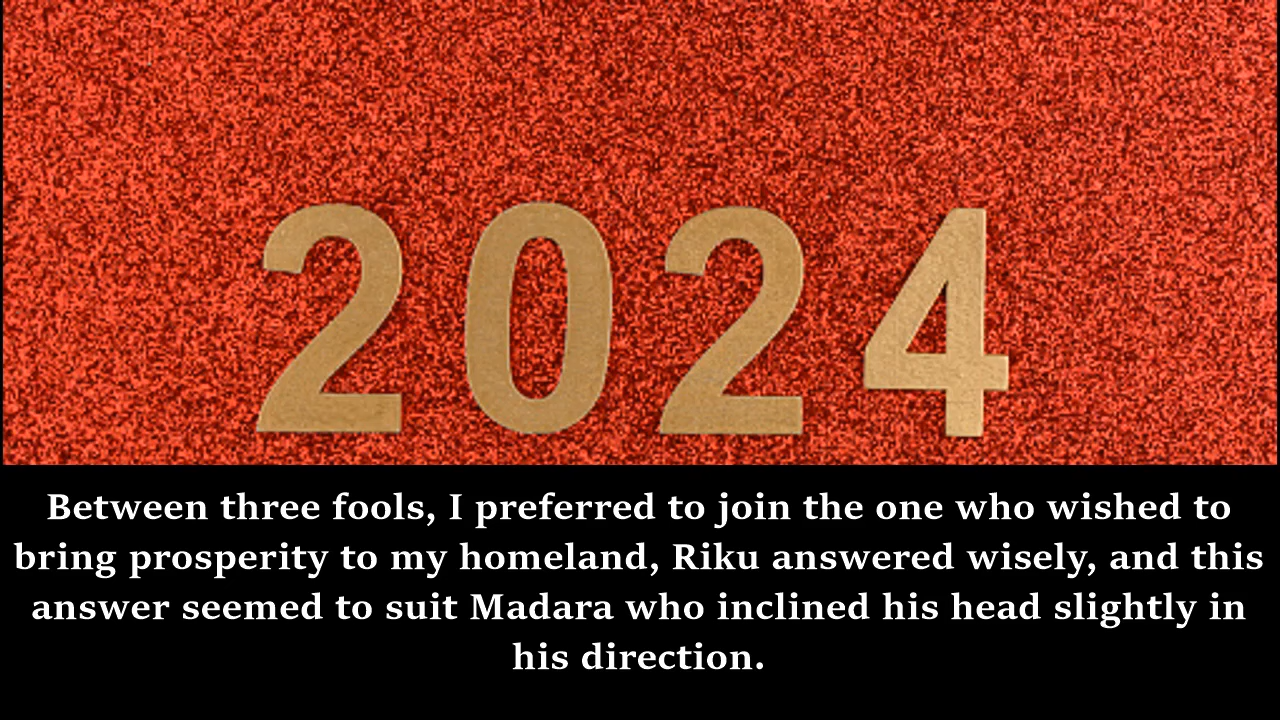 2024
Between three fools, I preferred to join the one who wished to
bring prosperity to my homeland, Riku answered wisely, and this
answer seemed to suit Madara who inclined his head slightly in
his direction.